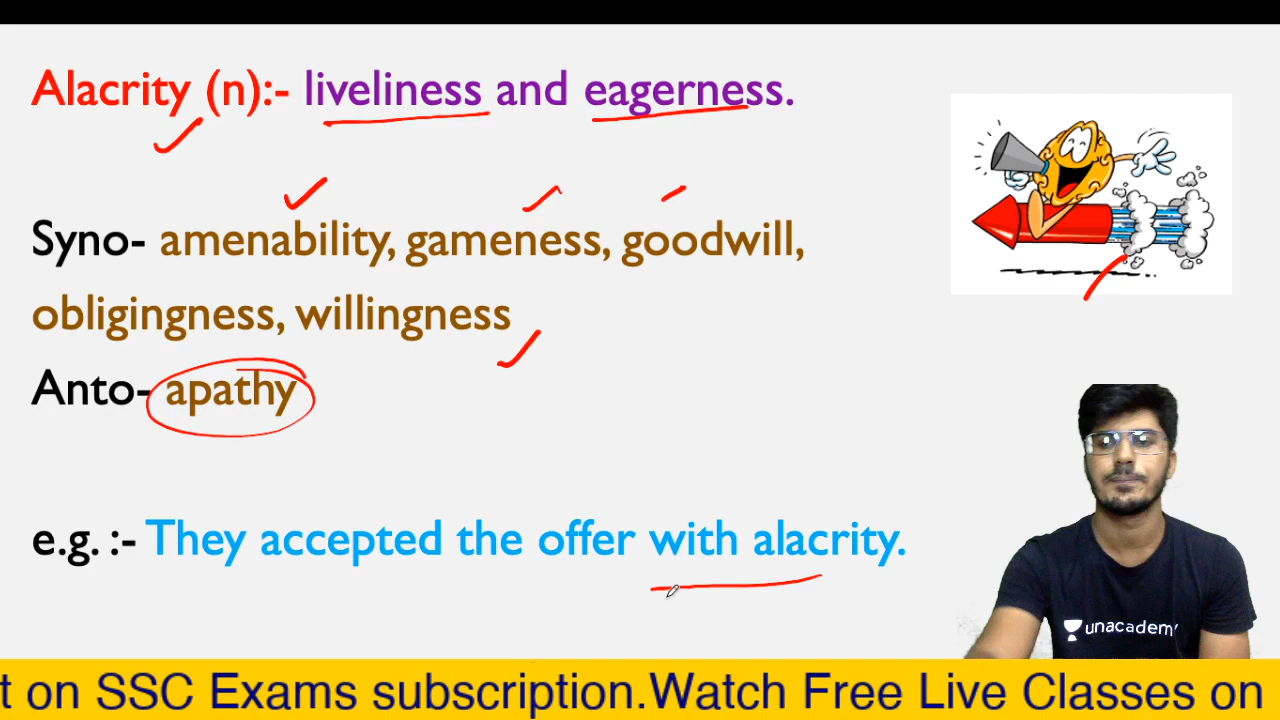 Alacrity (n):- liveliness and eagerness.
Syno- amenability, gameness, goodwill,
obligingness, willingness
Anto- apathy
e.g. :- They accepted the offer with alacrity.
unacademy
t on SSC Exams subscription.Watch Free Live Classes on